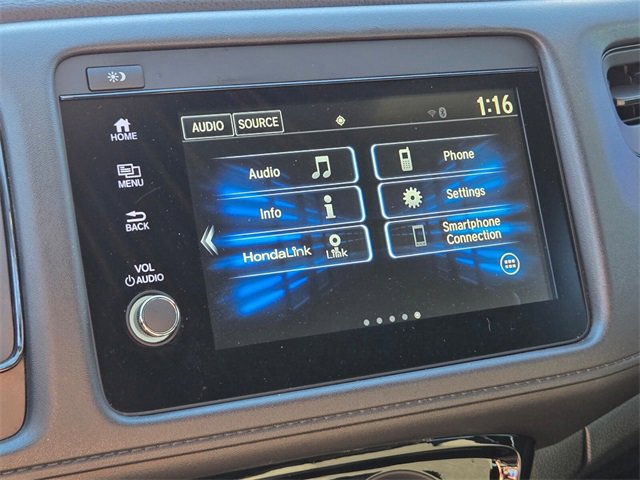 HOME
MENU
BACK
VOL
AUDIO
AUDIO SOURCE
1:16
Audio
Phone
Info
Settings
HondaLink
Link
Smartphone
Connection